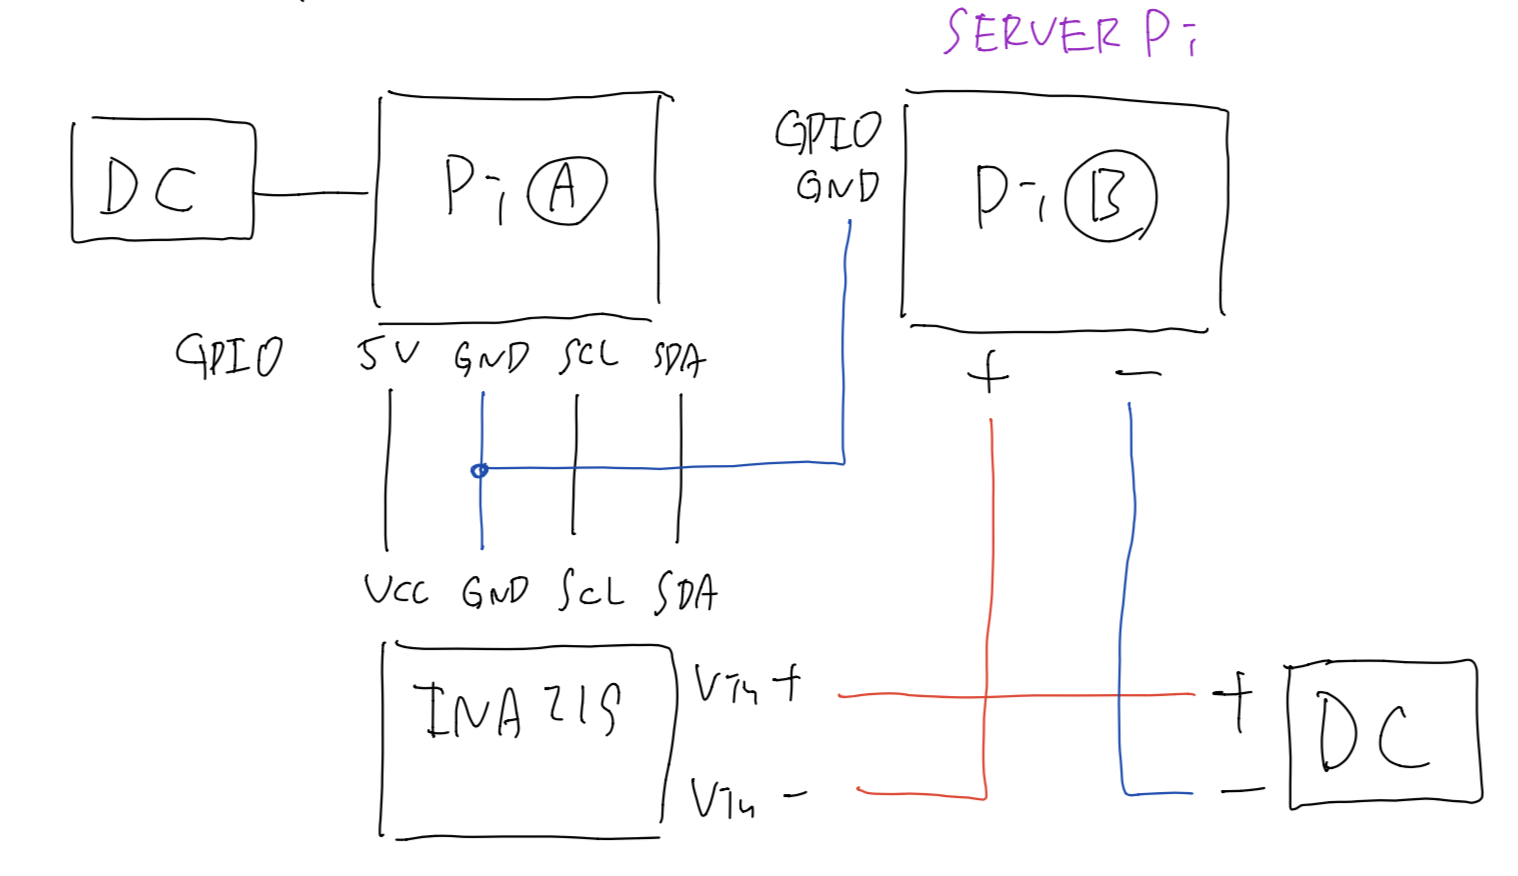 SERVER Pi
DC
Pi A
GPIO
GND
Pi B
GPIO 5V GND SCL SDA
+ -
VCC GND SCL SDA
INA 219
Vin +
Vin -
+
-
DC